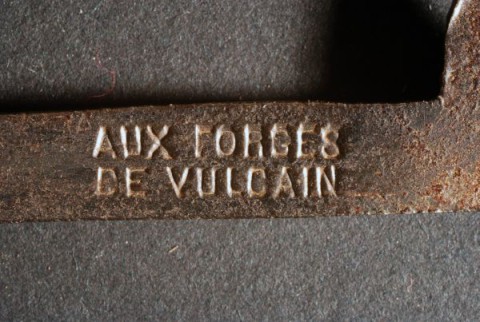 AUX FORGES
DE VULCAIN